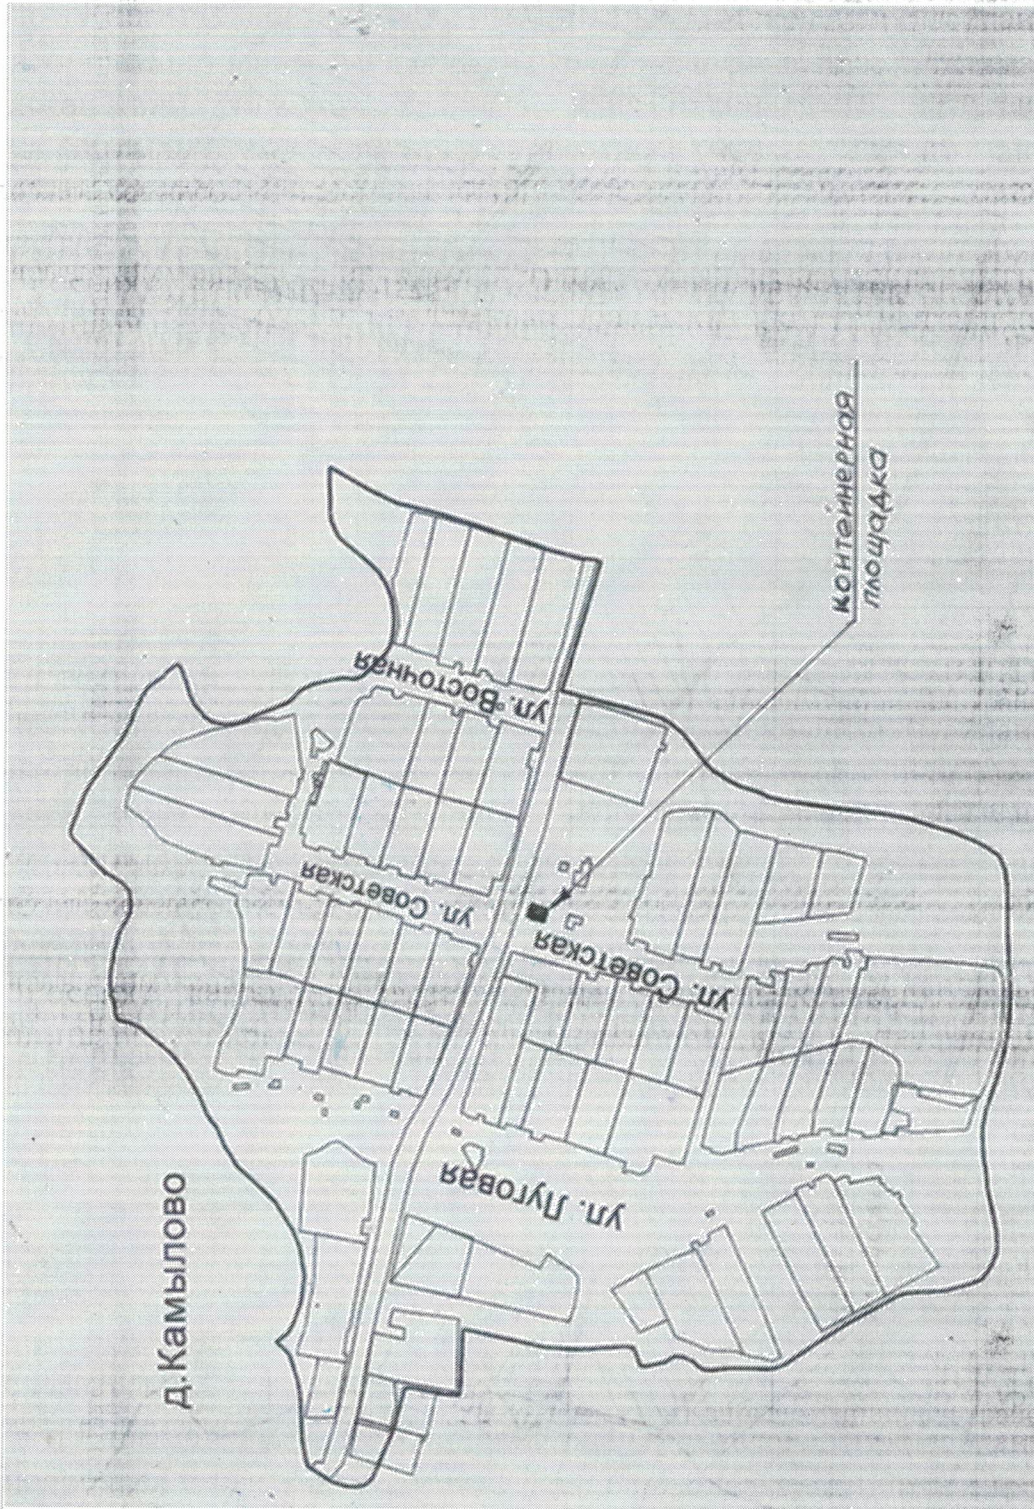 д.Камылово
ул. Восточная
ул. Советская
ул. Советская
ул. Луговая
контейнерная
площадка